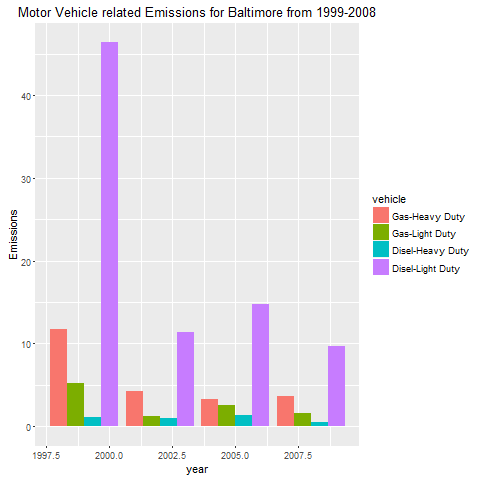 Motor Vehicle related Emissions for Baltimore from 1999-2008
Emissions
40
30
20
10
0
1997.5 2000.0 2002.5 2005.0 2007.5
year
vehicle
Gas-Heavy Duty
Gas-Light Duty
Disel-Heavy Duty
Disel-Light Duty